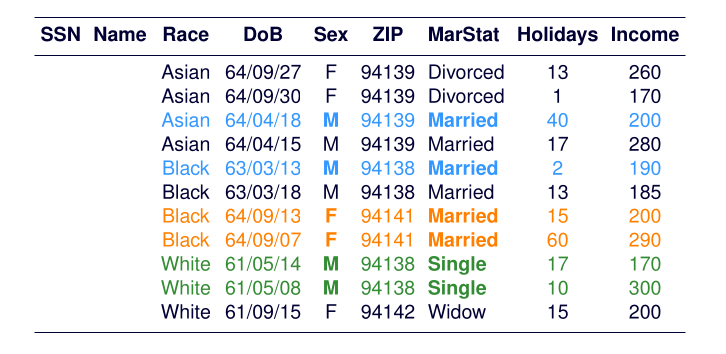 SSN Name Race DoB Sex ZIP MarStat Holidays Income
Asian 64/09/27 F 94139 Divorced 13 260
Asian 64/09/30 F 94139 Divorced 1 170
Asian 64/04/18 M 94139 Married 40 200
Asian 64/04/15 M 94139 Married 17 280
Black 63/03/13 M 94138 Married 2 190
Black 63/03/18 M 94138 Married 13 185
Black 64/09/13 F 94141 Married 15 200
Black 64/09/07 F 94141 Married 60 290
White 61/05/14 M 94138 Single 17 170
White 61/05/08 M 94138 Single 10 300
White 61/09/15 F 94142 Widow 15 200